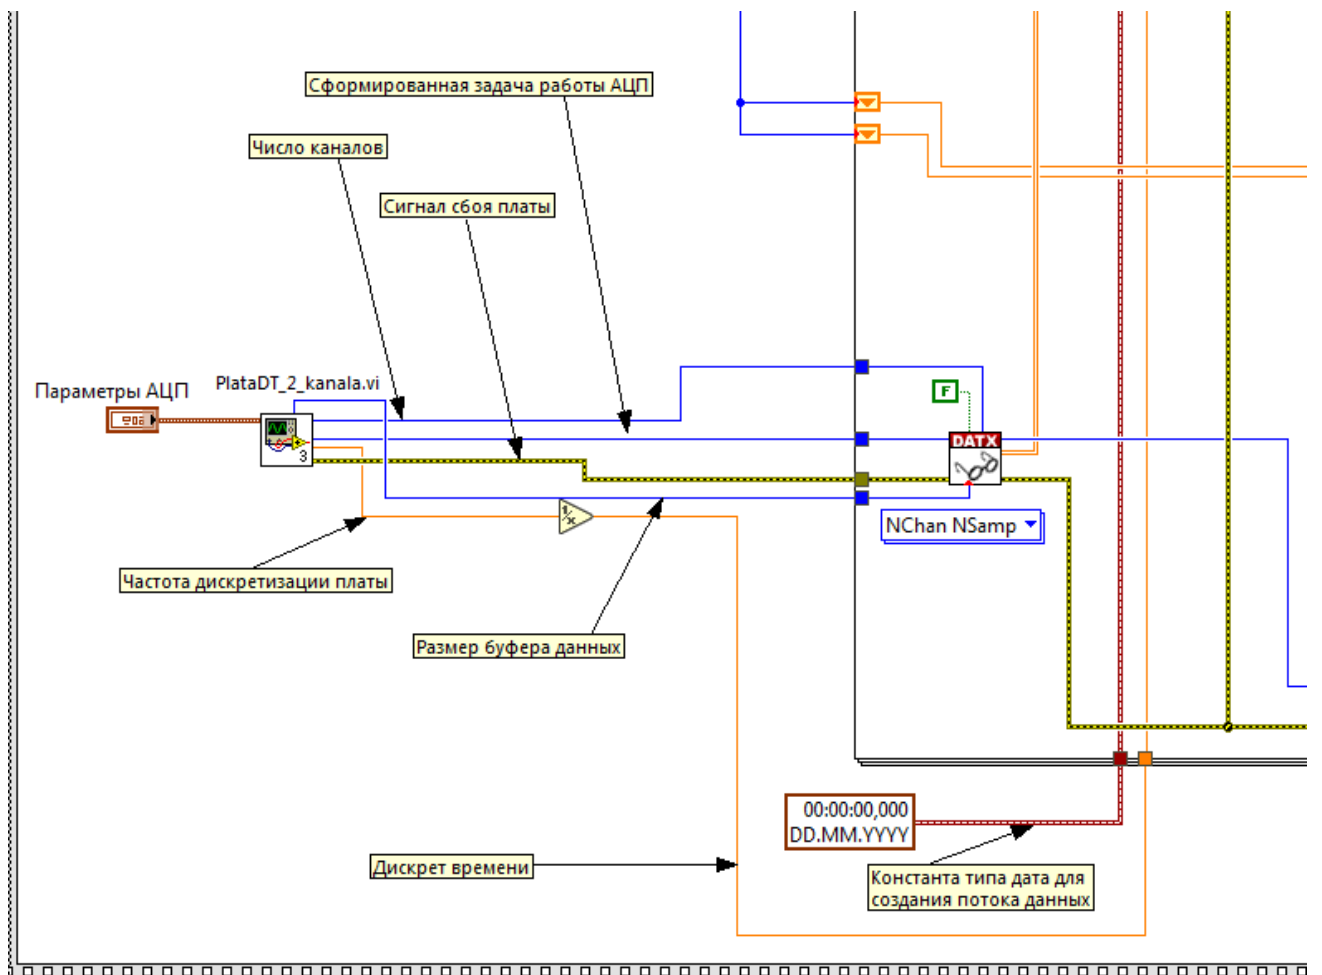 Сформированная задача работы АЦП
Число каналов
Сигнал сбоя платы
Параметры АЦП
PlataDT_2_kanala.vi
3
F
DATX
1/x
NChan NSamp
Частота дискретизации платы
Размер буфера данных
00:00:00,000
DD.MM.YYYY
Дискрет времени
Константа типа дата для
создания потока данных